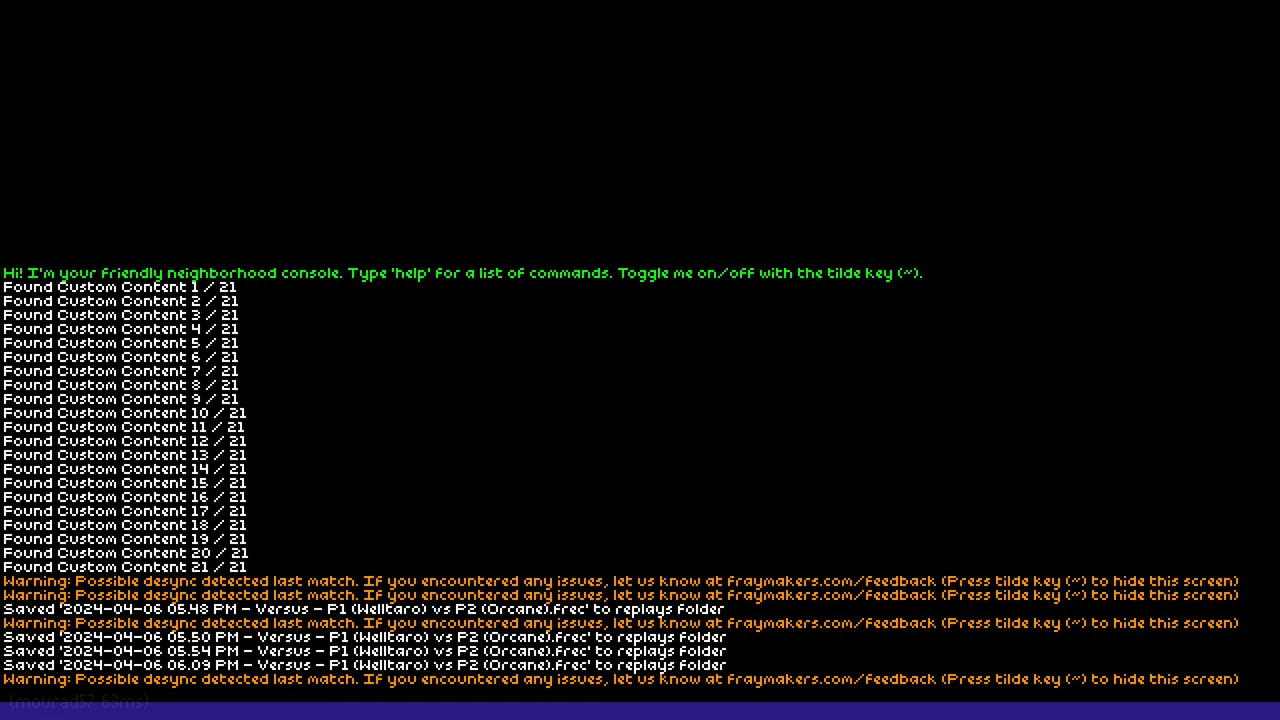 Hi! I'm your friendly neighborhood console. Type 'help' for a list of commands. Toggle me on/off with the tilde key (~).
Found Custom Content 1 / 21
Found Custom Content 2 / 21
Found Custom Content 3 / 21
Found Custom Content 4 / 21
Found Custom Content 5 / 21
Found Custom Content 6 / 21
Found Custom Content 7 / 21
Found Custom Content 8 / 21
Found Custom Content 9 / 21
Found Custom Content 10 / 21
Found Custom Content 11 / 21
Found Custom Content 12 / 21
Found Custom Content 13 / 21
Found Custom Content 14 / 21
Found Custom Content 15 / 21
Found Custom Content 16 / 21
Found Custom Content 17 / 21
Found Custom Content 18 / 21
Found Custom Content 19 / 21
Found Custom Content 20 / 21
Found Custom Content 21 / 21
Warning: Possible desync detected last match. If you encountered any issues, let us know at fraymakers.com/feedback (Press tilde key (~) to hide this screen)
Warning: Possible desync detected last match. If you encountered any issues, let us know at fraymakers.com/feedback (Press tilde key (~) to hide this screen)
Saved '2024-04-06 05.48 PM - Versus - P1 (Welltaro) vs P2 (Orcane).frec' to replays folder
Warning: Possible desync detected last match. If you encountered any issues, let us know at fraymakers.com/feedback (Press tilde key (~) to hide this screen)
Saved '2024-04-06 05.50 PM - Versus - P1 (Welltaro) vs P2 (Orcane).frec' to replays folder
Saved '2024-04-06 05.54 PM - Versus - P1 (Welltaro) vs P2 (Orcane).frec' to replays folder
Saved '2024-04-06 06.09 PM - Versus - P1 (Welltaro) vs P2 (Orcane).frec' to replays folder
Warning: Possible desync detected last match. If you encountered any issues, let us know at fraymakers.com/feedback (Press tilde key (~) to hide this screen)
(mourad57 63ms)